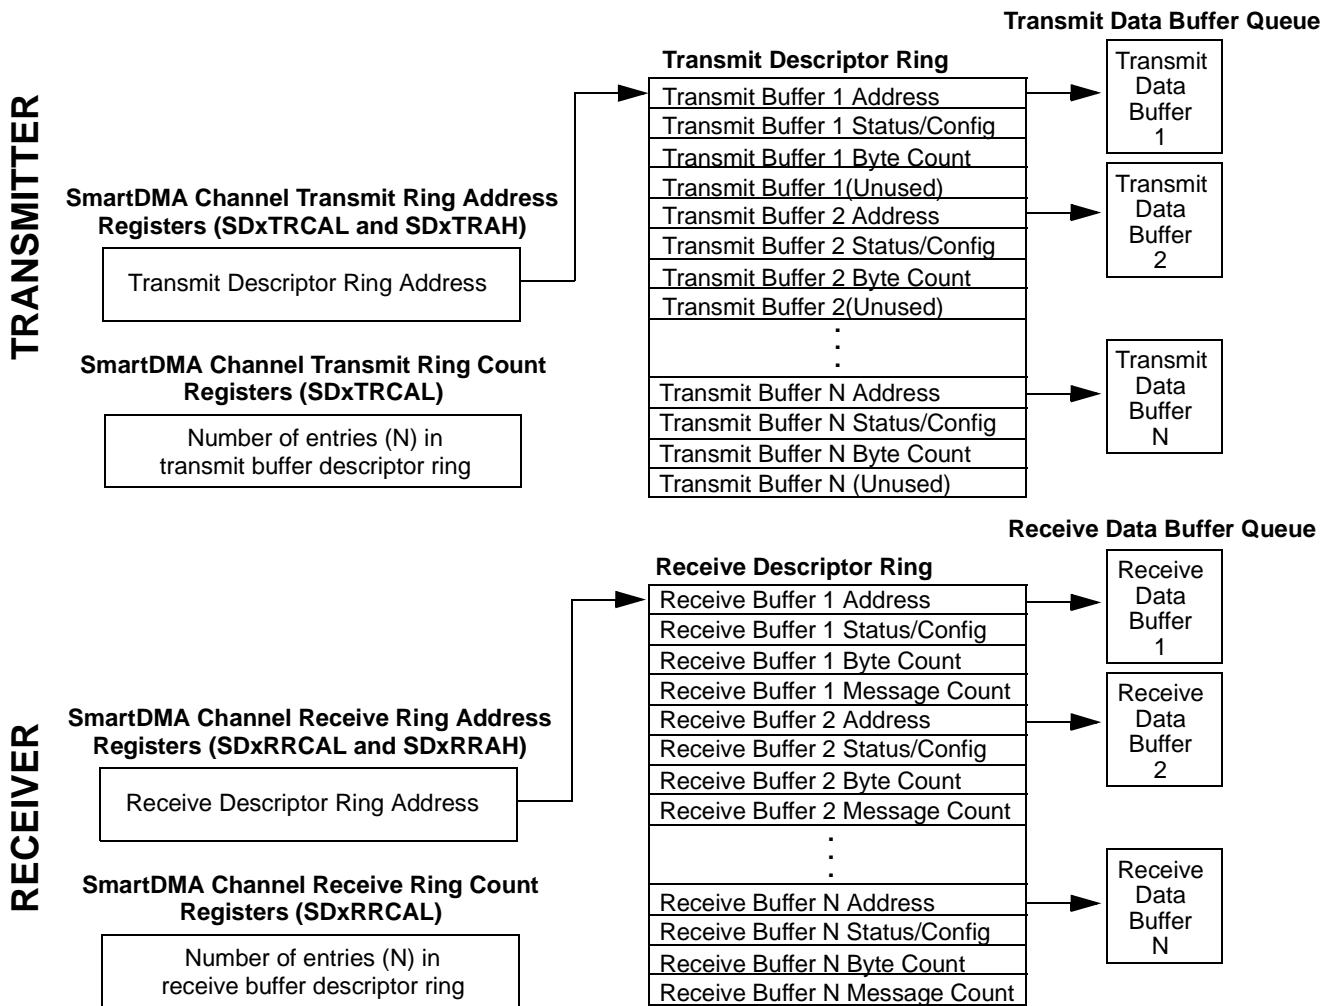 TRANSMITTER
Transmit Data Buffer Queue
Transmit Descriptor Ring
Transmit Buffer 1 Address
Transmit Buffer 1 Status/Config
Transmit Buffer 1 Byte Count
Transmit Buffer 1(Unused)
Transmit Buffer 2 Address
Transmit Buffer 2 Status/Config
Transmit Buffer 2 Byte Count
Transmit Buffer 2(Unused)
.
.
.
Transmit Buffer N Address
Transmit Buffer N Status/Config
Transmit Buffer N Byte Count
Transmit Buffer N (Unused)
Transmit
Data
Buffer
1
Transmit
Data
Buffer
2
Transmit
Data
Buffer
N
SmartDMA Channel Transmit Ring Address
Registers (SDxTRCAL and SDxTRAH)
Transmit Descriptor Ring Address
SmartDMA Channel Transmit Ring Count
Registers (SDxTRCAL)
Number of entries (N) in
transmit buffer descriptor ring
RECEIVER
Receive Data Buffer Queue
Receive Descriptor Ring
Receive Buffer 1 Address
Receive Buffer 1 Status/Config
Receive Buffer 1 Byte Count
Receive Buffer 1 Message Count
Receive Buffer 2 Address
Receive Buffer 2 Status/Config
Receive Buffer 2 Byte Count
Receive Buffer 2 Message Count
.
.
.
Receive Buffer N Address
Receive Buffer N Status/Config
Receive Buffer N Byte Count
Receive Buffer N Message Count
Receive
Data
Buffer
1
Receive
Data
Buffer
2
Receive
Data
Buffer
N
SmartDMA Channel Receive Ring Address
Registers (SDxRRCAL and SDxRRAH)
Receive Descriptor Ring Address
SmartDMA Channel Receive Ring Count
Registers (SDxRRCAL)
Number of entries (N) in
receive buffer descriptor ring